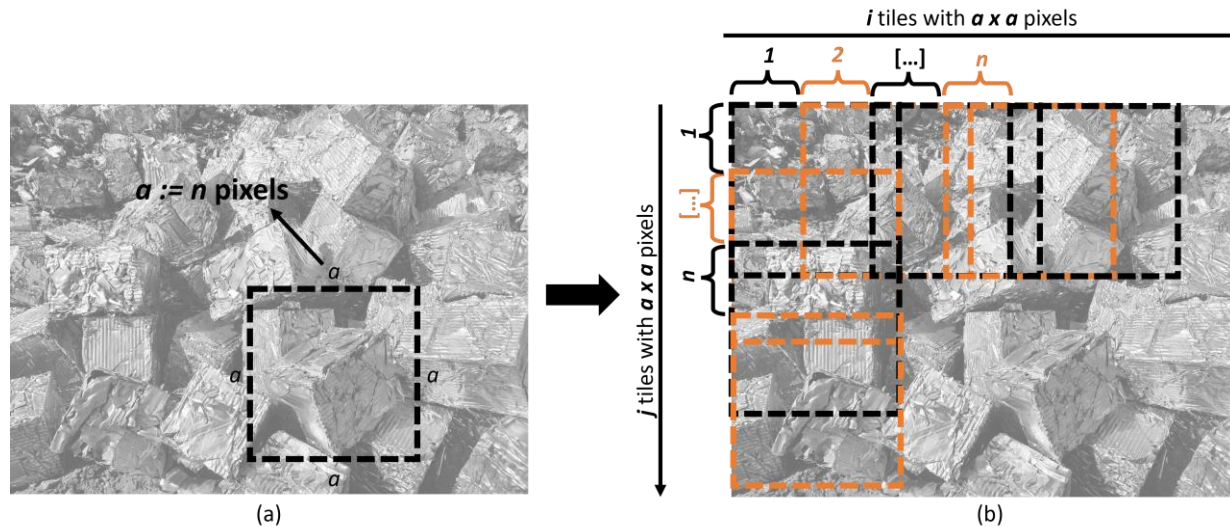 i tiles with a x a pixels
1
2
[...]
n
1
[...]
n
j tiles with a x a pixels
a := n pixels
a
a
a
a
(a)
(b)